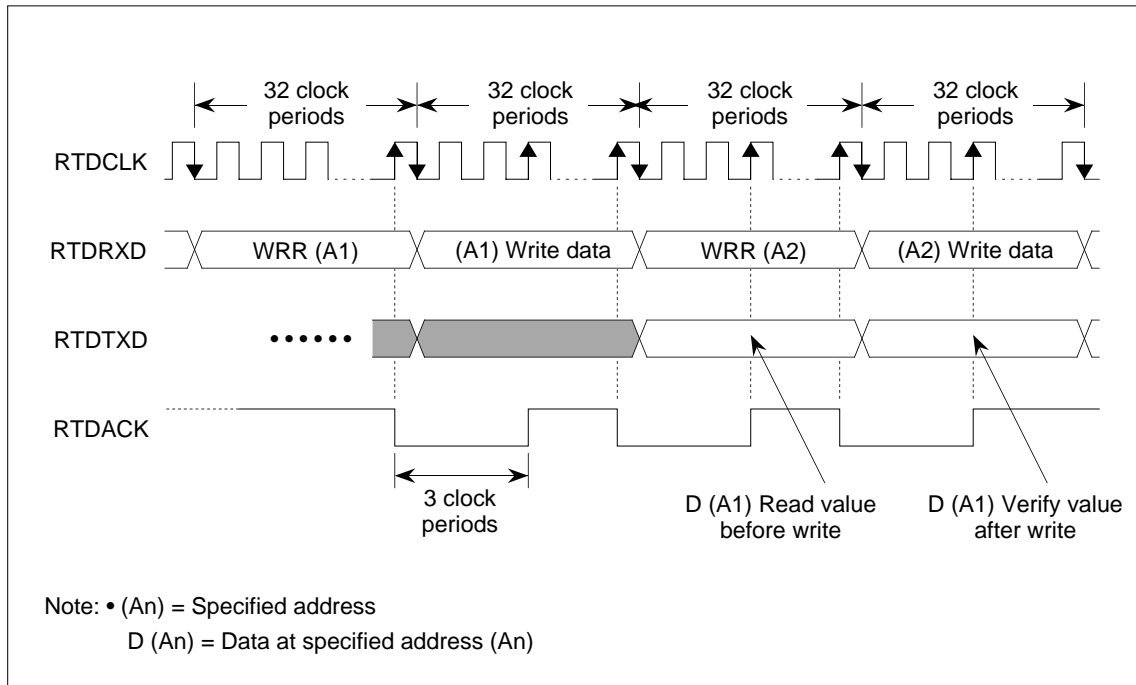 32 clock
periods
32 clock
periods
32 clock
periods
32 clock
periods
RTDCLK
RTDRXD
WRR (A1)
(A1) Write data
WRR (A2)
(A2) Write data
RTDTXD
••••••
RTDACK
3 clock
periods
D (A1) Read value
before write
D (A1) Verify value
after write
Note: • (An) = Specified address
D (An) = Data at specified address (An)